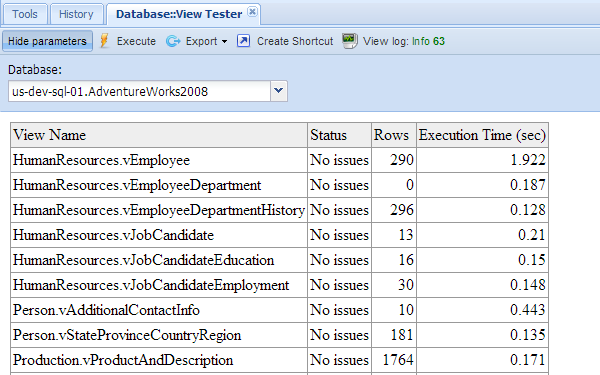 Tools History Database::View Tester
Hide parameters Execute Export Create Shortcut View log: Info 63
Database:
us-dev-sql-01.AdventureWorks2008
View Name Status Rows Execution Time (sec)
HumanResources.vEmployee No issues 290 1.922
HumanResources.vEmployeeDepartment No issues 0 0.187
HumanResources.vEmployeeDepartmentHistory No issues 296 0.128
HumanResources.vJobCandidate No issues 13 0.21
HumanResources.vJobCandidateEducation No issues 16 0.15
HumanResources.vJobCandidateEmployment No issues 30 0.148
Person.vAdditionalContactInfo No issues 10 0.443
Person.vStateProvinceCountryRegion No issues 181 0.135
Production.vProductAndDescription No issues 1764 0.171